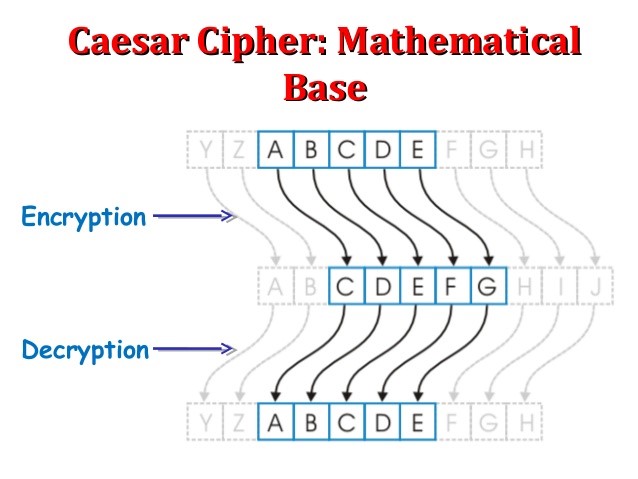 Caesar Cipher: Mathematical
Base
Y Z A B C D E F G H
Encryption
A B C D E F G H I J
Decryption
Y Z A B C D E F G H